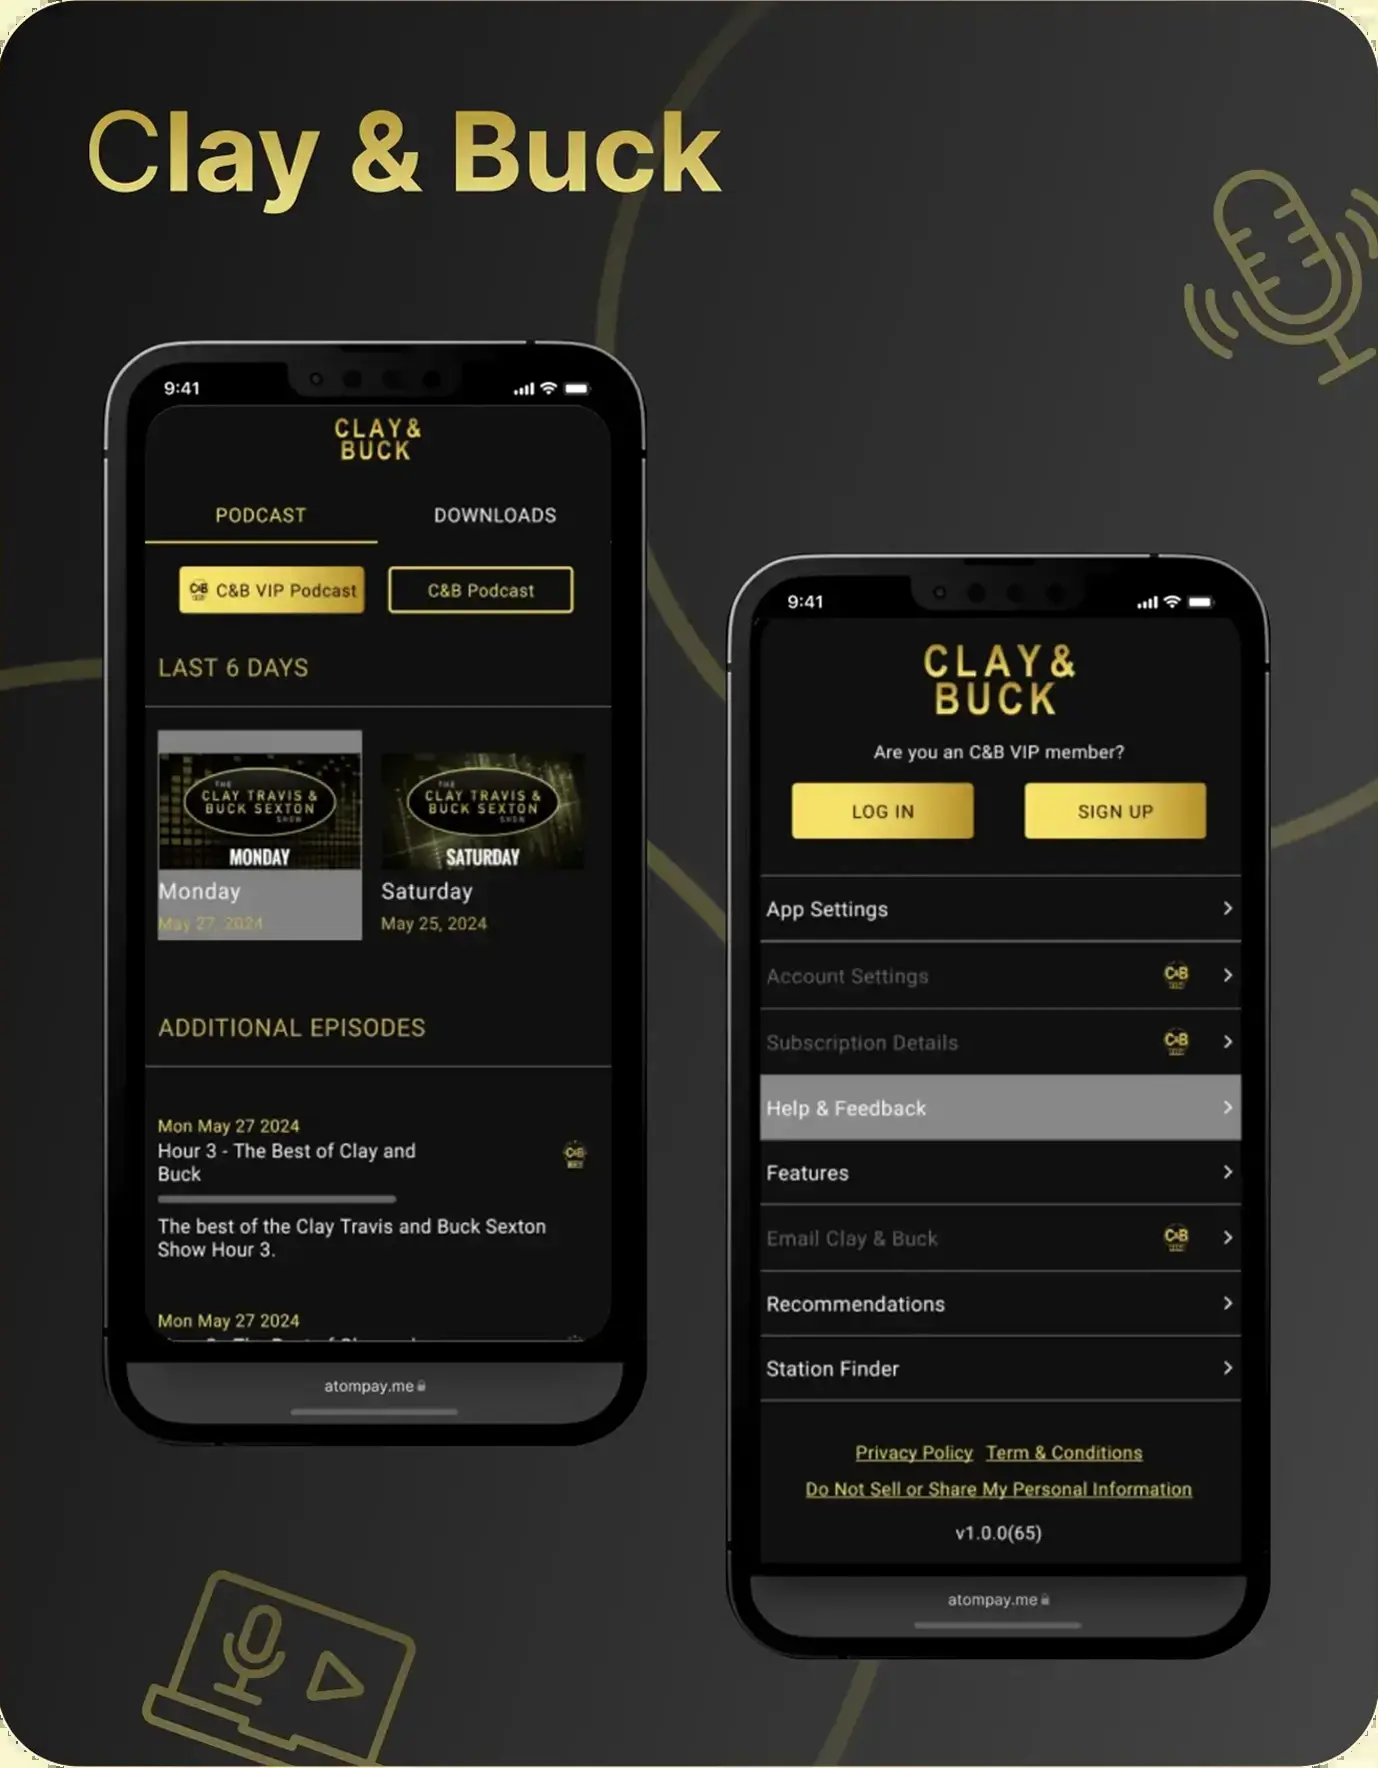 Clay & Buck
9:41
CLAY &
BUCK
PODCAST
DOWNLOADS
C&B VIP Podcast
C&B Podcast
LAST 6 DAYS
THE
CLAY TRAVIS &
BUCK SEXTON
SHOW
MONDAY
Monday
May 27, 2024
THE
CLAY TRAVIS &
BUCK SEXTON
SHOW
SATURDAY
Saturday
May 25, 2024
ADDITIONAL EPISODES
Mon May 27 2024
Hour 3 - The Best of Clay and
Buck
C&B
The best of the Clay Travis and Buck Sexton
Show Hour 3.
Mon May 27 2024
atompay.me
9:41
CLAY &
BUCK
Are you an C&B VIP member?
LOG IN
SIGN UP
App Settings
Account Settings
C&B
Subscription Details
C&B
Help & Feedback
Features
Email Clay & Buck
C&B
Recommendations
Station Finder
Privacy Policy Term & Conditions
Do Not Sell or Share My Personal Information
v1.0.0(65)
atompay.me